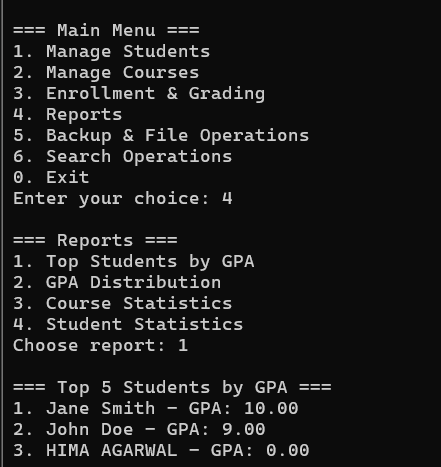 === Main Menu ===
1. Manage Students
2. Manage Courses
3. Enrollment & Grading
4. Reports
5. Backup & File Operations
6. Search Operations
0. Exit
Enter your choice: 4
=== Reports ===
1. Top Students by GPA
2. GPA Distribution
3. Course Statistics
4. Student Statistics
Choose report: 1
=== Top 5 Students by GPA ===
1. Jane Smith - GPA: 10.00
2. John Doe - GPA: 9.00
3. HIMA AGARWAL - GPA: 0.00